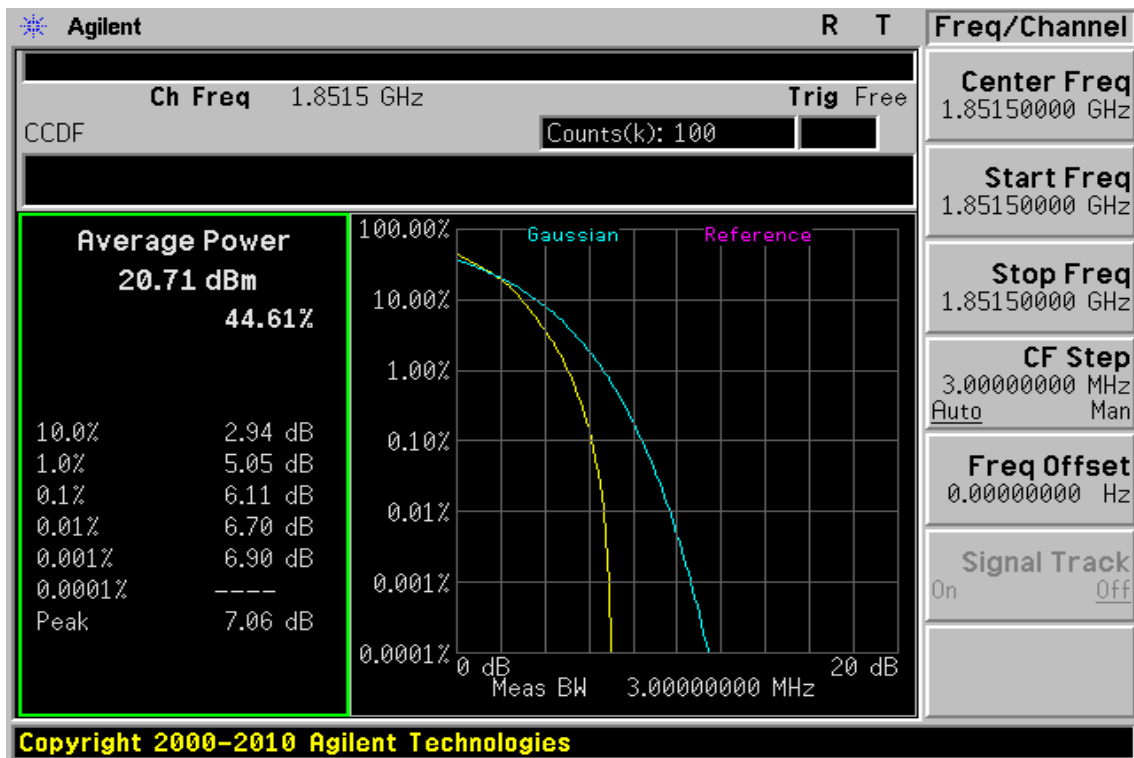 Agilent R T
Freq/Channel
Ch Freq 1.8515 GHz Trig Free
CCDF Counts(k): 100
Average Power
20.71 dBm
44.61%
10.0% 2.94 dB
1.0% 5.05 dB
0.1% 6.11 dB
0.01% 6.70 dB
0.001% 6.90 dB
0.0001% ----
Peak 7.06 dB
Gaussian Reference
100.00%
10.00%
1.00%
0.10%
0.01%
0.001%
0.0001%
0 dB 20 dB
Meas BW 3.00000000 MHz
Center Freq
1.85150000 GHz
Start Freq
1.85150000 GHz
Stop Freq
1.85150000 GHz
CF Step
3.00000000 MHz
Auto Man
Freq Offset
0.00000000 Hz
Signal Track
On Off
Copyright 2000-2010 Agilent Technologies